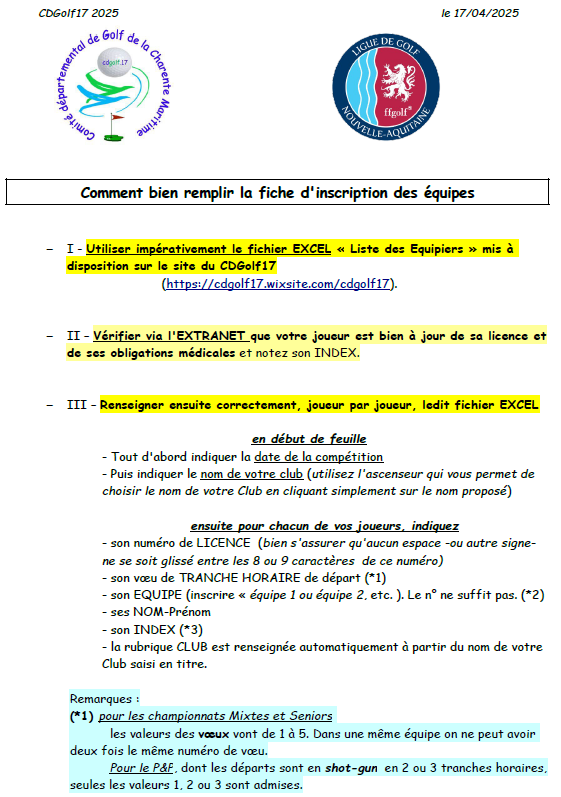 CDGolf17 2025 le 17/04/2025
Comité départemental de Golf de la Charente Maritime
cdgolf.17
LIGUE DE GOLF
ffgolf®
NOUVELLE-AQUITAINE
Comment bien remplir la fiche d'inscription des équipes
– I - Utiliser impérativement le fichier EXCEL « Liste des Equipiers » mis à
disposition sur le site du CDGolf17
(https://cdgolf17.wixsite.com/cdgolf17).
– II – Vérifier via l'EXTRANET que votre joueur est bien à jour de sa licence et
de ses obligations médicales et notez son INDEX.
– III – Renseigner ensuite correctement, joueur par joueur, ledit fichier EXCEL
en début de feuille
- Tout d'abord indiquer la date de la compétition
- Puis indiquer le nom de votre club (utilisez l'ascenseur qui vous permet de
choisir le nom de votre Club en cliquant simplement sur le nom proposé)
ensuite pour chacun de vos joueurs, indiquez
- son numéro de LICENCE (bien s'assurer qu'aucun espace -ou autre signe-
ne se soit glissé entre les 8 ou 9 caractères de ce numéro)
- son vœu de TRANCHE HORAIRE de départ (*1)
- son EQUIPE (inscrire « équipe 1 ou équipe 2, etc. ). Le n° ne suffit pas. (*2)
- ses NOM-Prénom
- son INDEX (*3)
- la rubrique CLUB est renseignée automatiquement à partir du nom de votre
Club saisi en titre.
Remarques :
(*1) pour les championnats Mixtes et Seniors
les valeurs des vœux vont de 1 à 5. Dans une même équipe on ne peut avoir
deux fois le même numéro de vœu.
Pour le P&P, dont les départs sont en shot-gun en 2 ou 3 tranches horaires,
seules les valeurs 1, 2 ou 3 sont admises.